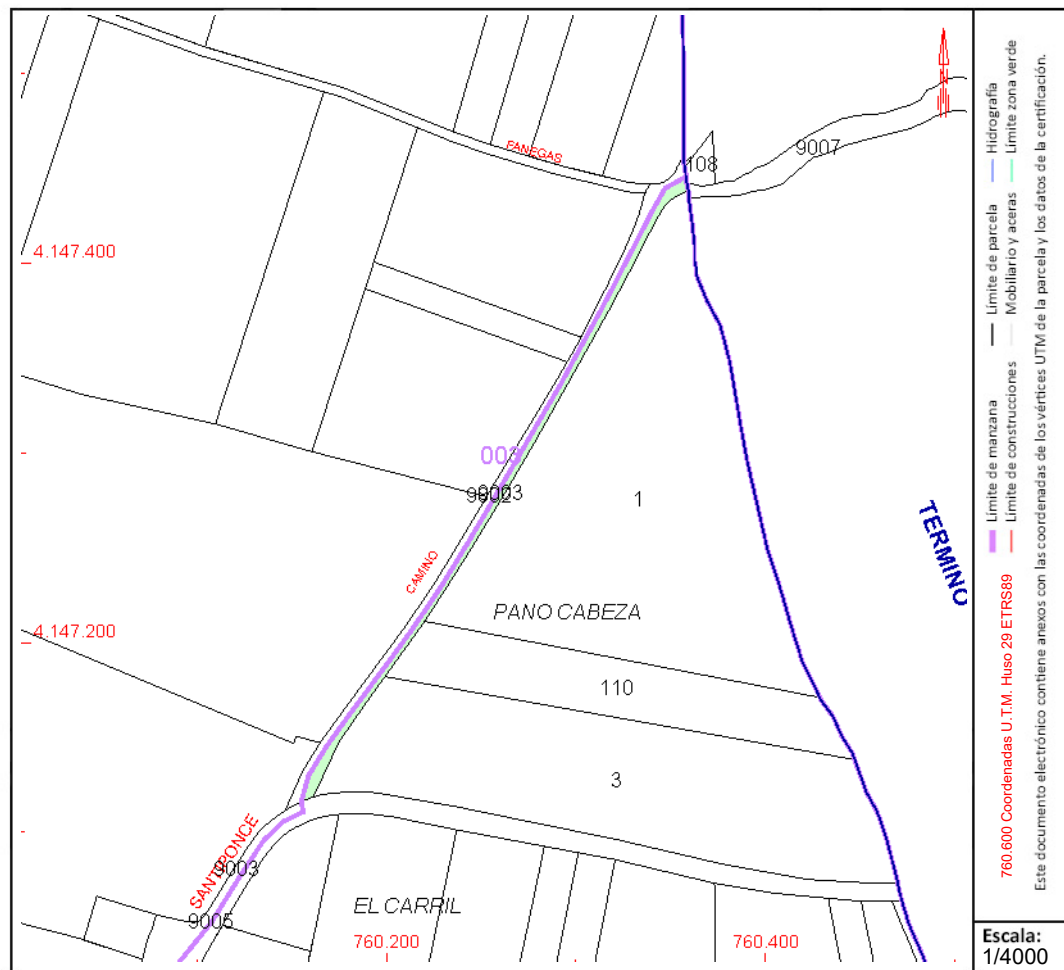 FANEGAS
108
9007
4.147.400
003
9003
1
CAMINO
TERMINO
PANO CABEZA
4.147.200
110
3
SANTIPONCE
9003
9005
EL CARRIL
760.200
760.400
Límite de manzana
Límite de parcela
Hidrografía
Límite de construcciones
Mobiliario y aceras
Límite zona verde
760.600 Coordenadas U.T.M. Huso 29 ETRS89
Este documento electrónico contiene anexos con las coordenadas de los vértices UTM de la parcela y los datos de la certificación.
Escala:
1/4000